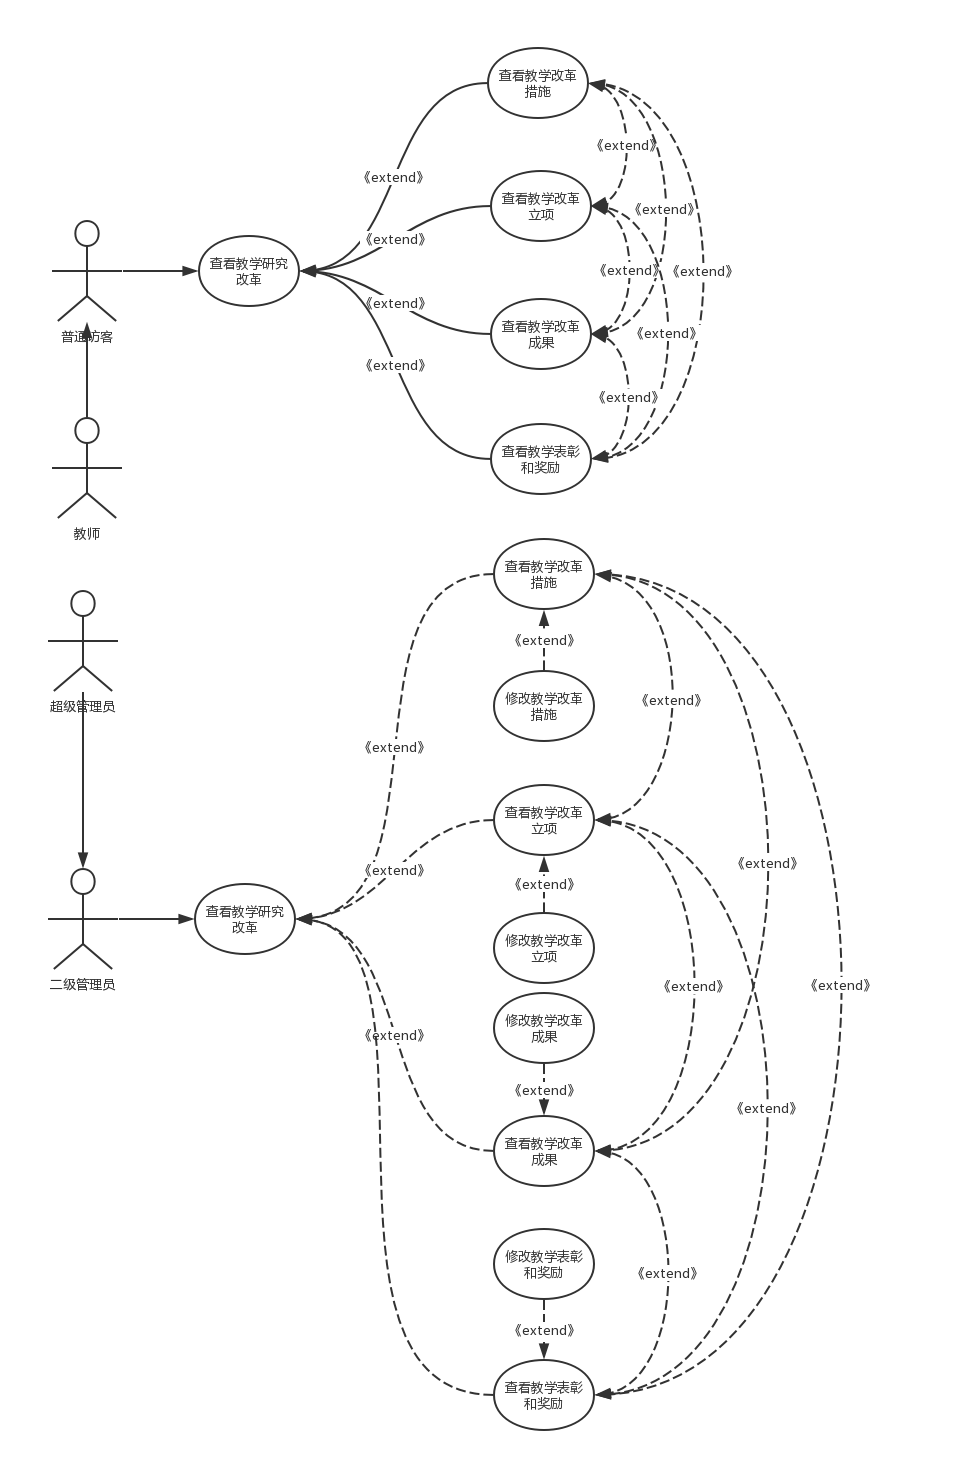 查看教学改革
措施
《extend》
《extend》
查看教学改革
立项
《extend》
《extend》
查看教学研究
改革
《extend》
《extend》
《extend》
查看教学改革
成果
《extend》
普通访客
《extend》
《extend》
查看教学表彰
和奖励
教师
查看教学改革
措施
《extend》
修改教学改革
措施
《extend》
超级管理员
《extend》
查看教学改革
立项
《extend》
《extend》
《extend》
查看教学研究
改革
修改教学改革
立项
二级管理员
《extend》
《extend》
修改教学改革
成果
《extend》
《extend》
《extend》
查看教学改革
成果
修改教学表彰
和奖励
《extend》
《extend》
查看教学表彰
和奖励